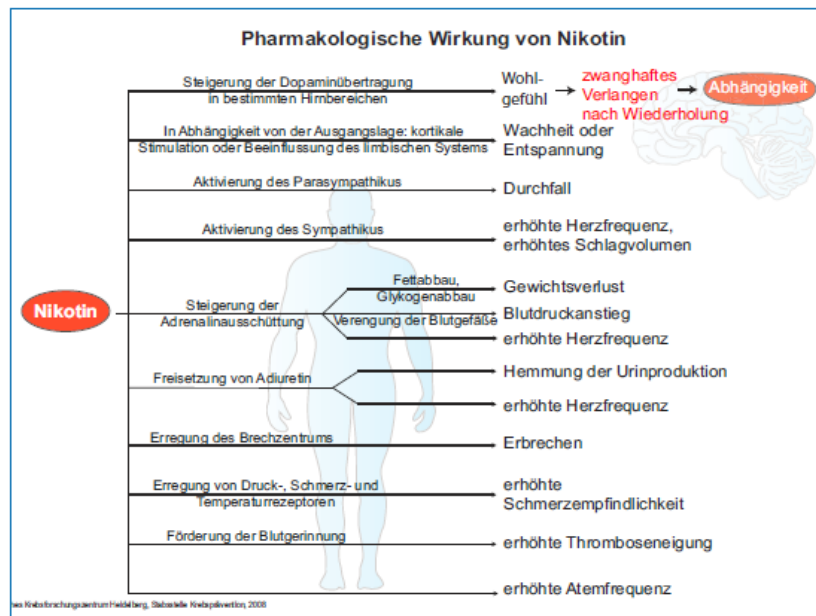 Pharmakologische Wirkung von Nikotin
Steigerung der Dopaminübertragung
in bestimmten Hirnbereichen
Wohl-
gefühl
zwanghaftes
Verlangen
nach Wiederholung
Abhängigkeit
In Abhängigkeit von der Ausgangslage: kortikale
Stimulation oder Beeinflussung des limbischen Systems
Wachheit oder
Entspannung
Aktivierung des Parasympathikus
Durchfall
Aktivierung des Sympathikus
erhöhte Herzfrequenz,
erhöhtes Schlagvolumen
Nikotin
Steigerung der
Adrenalinausschüttung
Fettabbau,
Glykogenabbau
Gewichtsverlust
Verengung der Blutgefäße
Blutdruckanstieg
erhöhte Herzfrequenz
Freisetzung von Adiuretin
Hemmung der Urinproduktion
erhöhte Herzfrequenz
Erregung des Brechzentrums
Erbrechen
Erregung von Druck-, Schmerz- und
Temperaturrezeptoren
erhöhte
Schmerzempfindlichkeit
Förderung der Blutgerinnung
erhöhte Thromboseneigung
erhöhte Atemfrequenz
hes Krebsforschungszentrum Heidelberg, Stabsstelle Krebsprävention, 2008